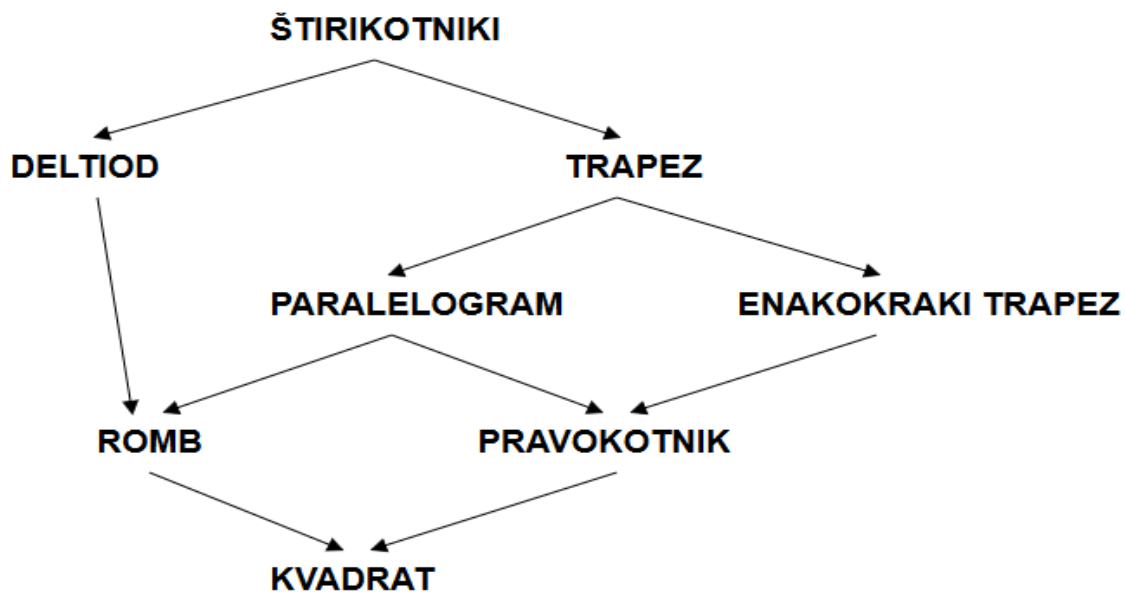 ŠTIRIKOTNIKI
DELTIOD
TRAPEZ
PARALELOGRAM
ENAKOKRAKI TRAPEZ
ROMB
PRAVOKOTNIK
KVADRAT